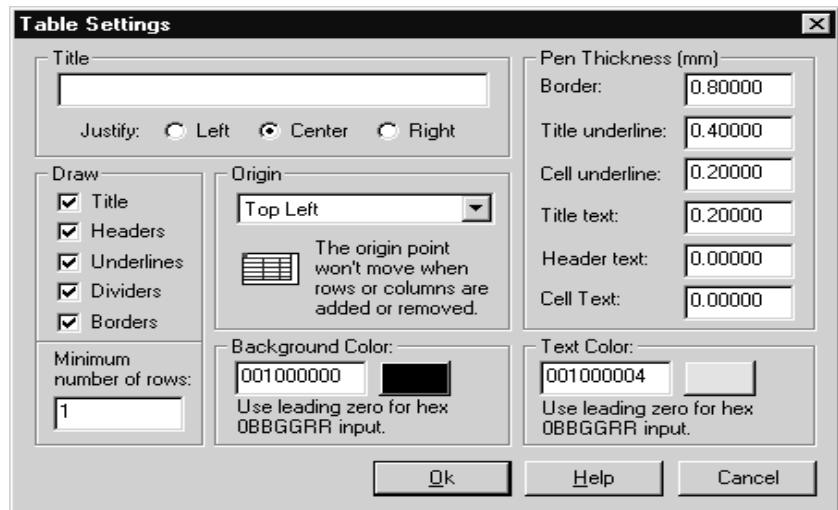 Table Settings
Title
Justify: Left Center Right
Draw
Title
Headers
Underlines
Dividers
Borders
Minimum
number of rows:
1
Origin
Top Left
The origin point
won't move when
rows or columns are
added or removed.
Background Color:
001000000
Use leading zero for hex
0BBGGRR input.
Pen Thickness (mm)
Border: 0.80000
Title underline: 0.40000
Cell underline: 0.20000
Title text: 0.20000
Header text: 0.00000
Cell Text: 0.00000
Text Color:
001000004
Use leading zero for hex
0BBGGRR input.
Ok Help Cancel